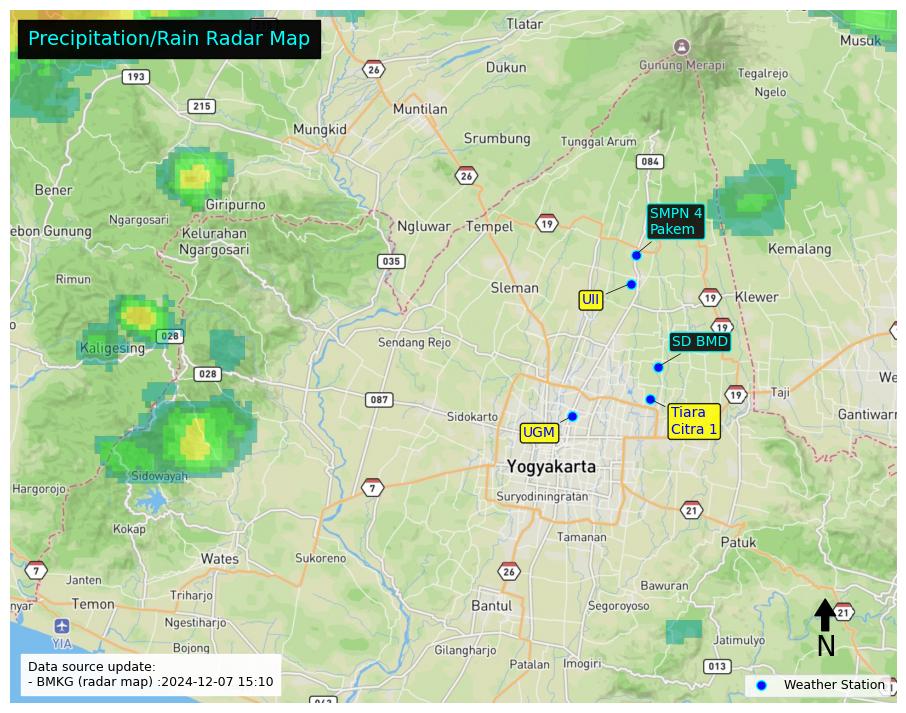 Precipitation/Rain Radar Map
Tlatar
Musuk
193
26
Dukun
Gunung Merapi
Tegalrejo
Ngelo
215
Muntilan
Mungkid
Srumbung
Tunggal Arum
084
26
Bener
Giripurno
Ngargosari
SMPN 4
Pakem
ebon Gunung
Kelurahan
Ngargosari
Ngluwar
Tempel
19
Kemalang
035
Rimun
Sleman
UII
19
Klewer
028
19
Kaligesing
Sendang Rejo
SD BMD
028
We
087
19
Taji
Sidokarto
Tiara
Citra 1
Gantiwarn
UGM
Yogyakarta
Sidowayah
Hargorojo
7
Suryodiningratan
21
Kokap
Tamanan
Patuk
Wates
Sukoreno
7
26
Janten
Bawuran
Triharjo
nyar
Temon
Bantul
Segoroyoso
21
Ngestiharjo
YIA
N
Bojong
Gilangharjo
Jatimulyo
Patalan
Imogiri
013
Data source update:
- BMKG (radar map) :2024-12-07 15:10
Weather Station